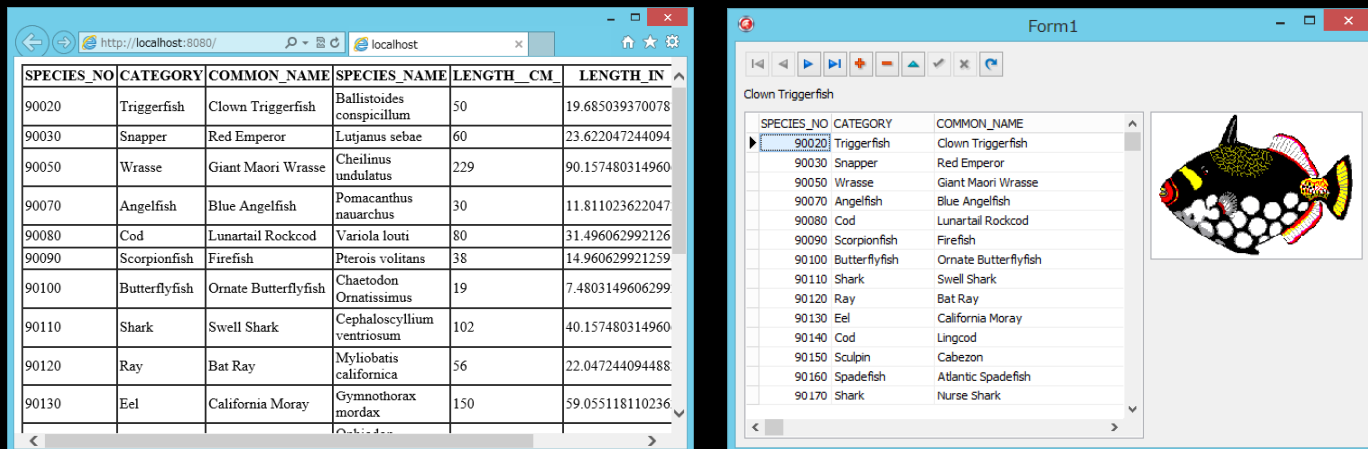 http://localhost:8080/
localhost
SPECIES_NO CATEGORY COMMON_NAME SPECIES_NAME LENGTH__CM_ LENGTH_IN
90020 Triggerfish Clown Triggerfish Ballistoides conspicillum 50 19.685039370078
90030 Snapper Red Emperor Lutjanus sebae 60 23.622047244094
90050 Wrasse Giant Maori Wrasse Cheilinus undulatus 229 90.157480314960
90070 Angelfish Blue Angelfish Pomacanthus nauarchus 30 11.811023622047
90080 Cod Lunartail Rockcod Variola louti 80 31.496062992126
90090 Scorpionfish Firefish Pterois volitans 38 14.960629921259
90100 Butterflyfish Ornate Butterflyfish Chaetodon Ornatissimus 19 7.4803149606299
90110 Shark Swell Shark Cephaloscyllium ventriosum 102 40.157480314960
90120 Ray Bat Ray Myliobatis californica 56 22.047244094488
90130 Eel California Moray Gymnothorax mordax 150 59.055118110236
Form1
Clown Triggerfish
SPECIES_NO CATEGORY COMMON_NAME
90020 Triggerfish Clown Triggerfish
90030 Snapper Red Emperor
90050 Wrasse Giant Maori Wrasse
90070 Angelfish Blue Angelfish
90080 Cod Lunartail Rockcod
90090 Scorpionfish Firefish
90100 Butterflyfish Ornate Butterflyfish
90110 Shark Swell Shark
90120 Ray Bat Ray
90130 Eel California Moray
90140 Cod Lingcod
90150 Sculpin Cabezon
90160 Spadefish Atlantic Spadefish
90170 Shark Nurse Shark